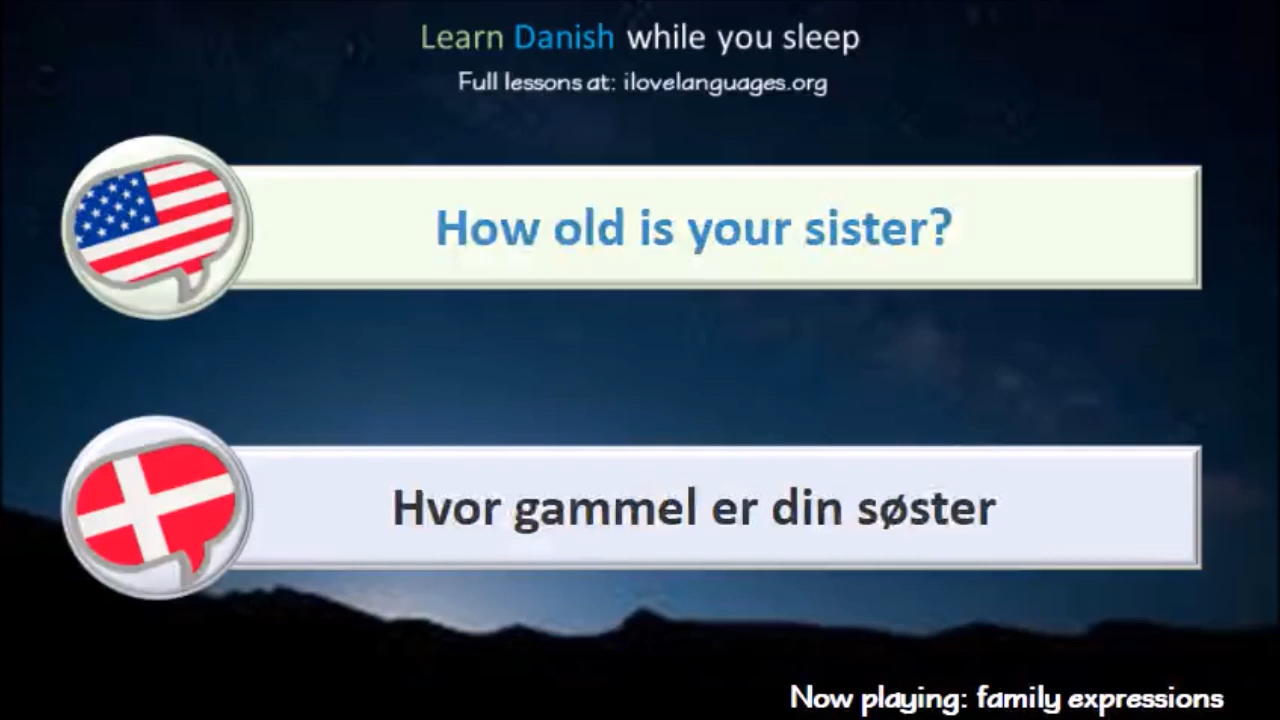 Learn Danish while you sleep
Full lessons at: ilovelanguages.org
How old is your sister?
Hvor gammel er din søster
Now playing: family expressions